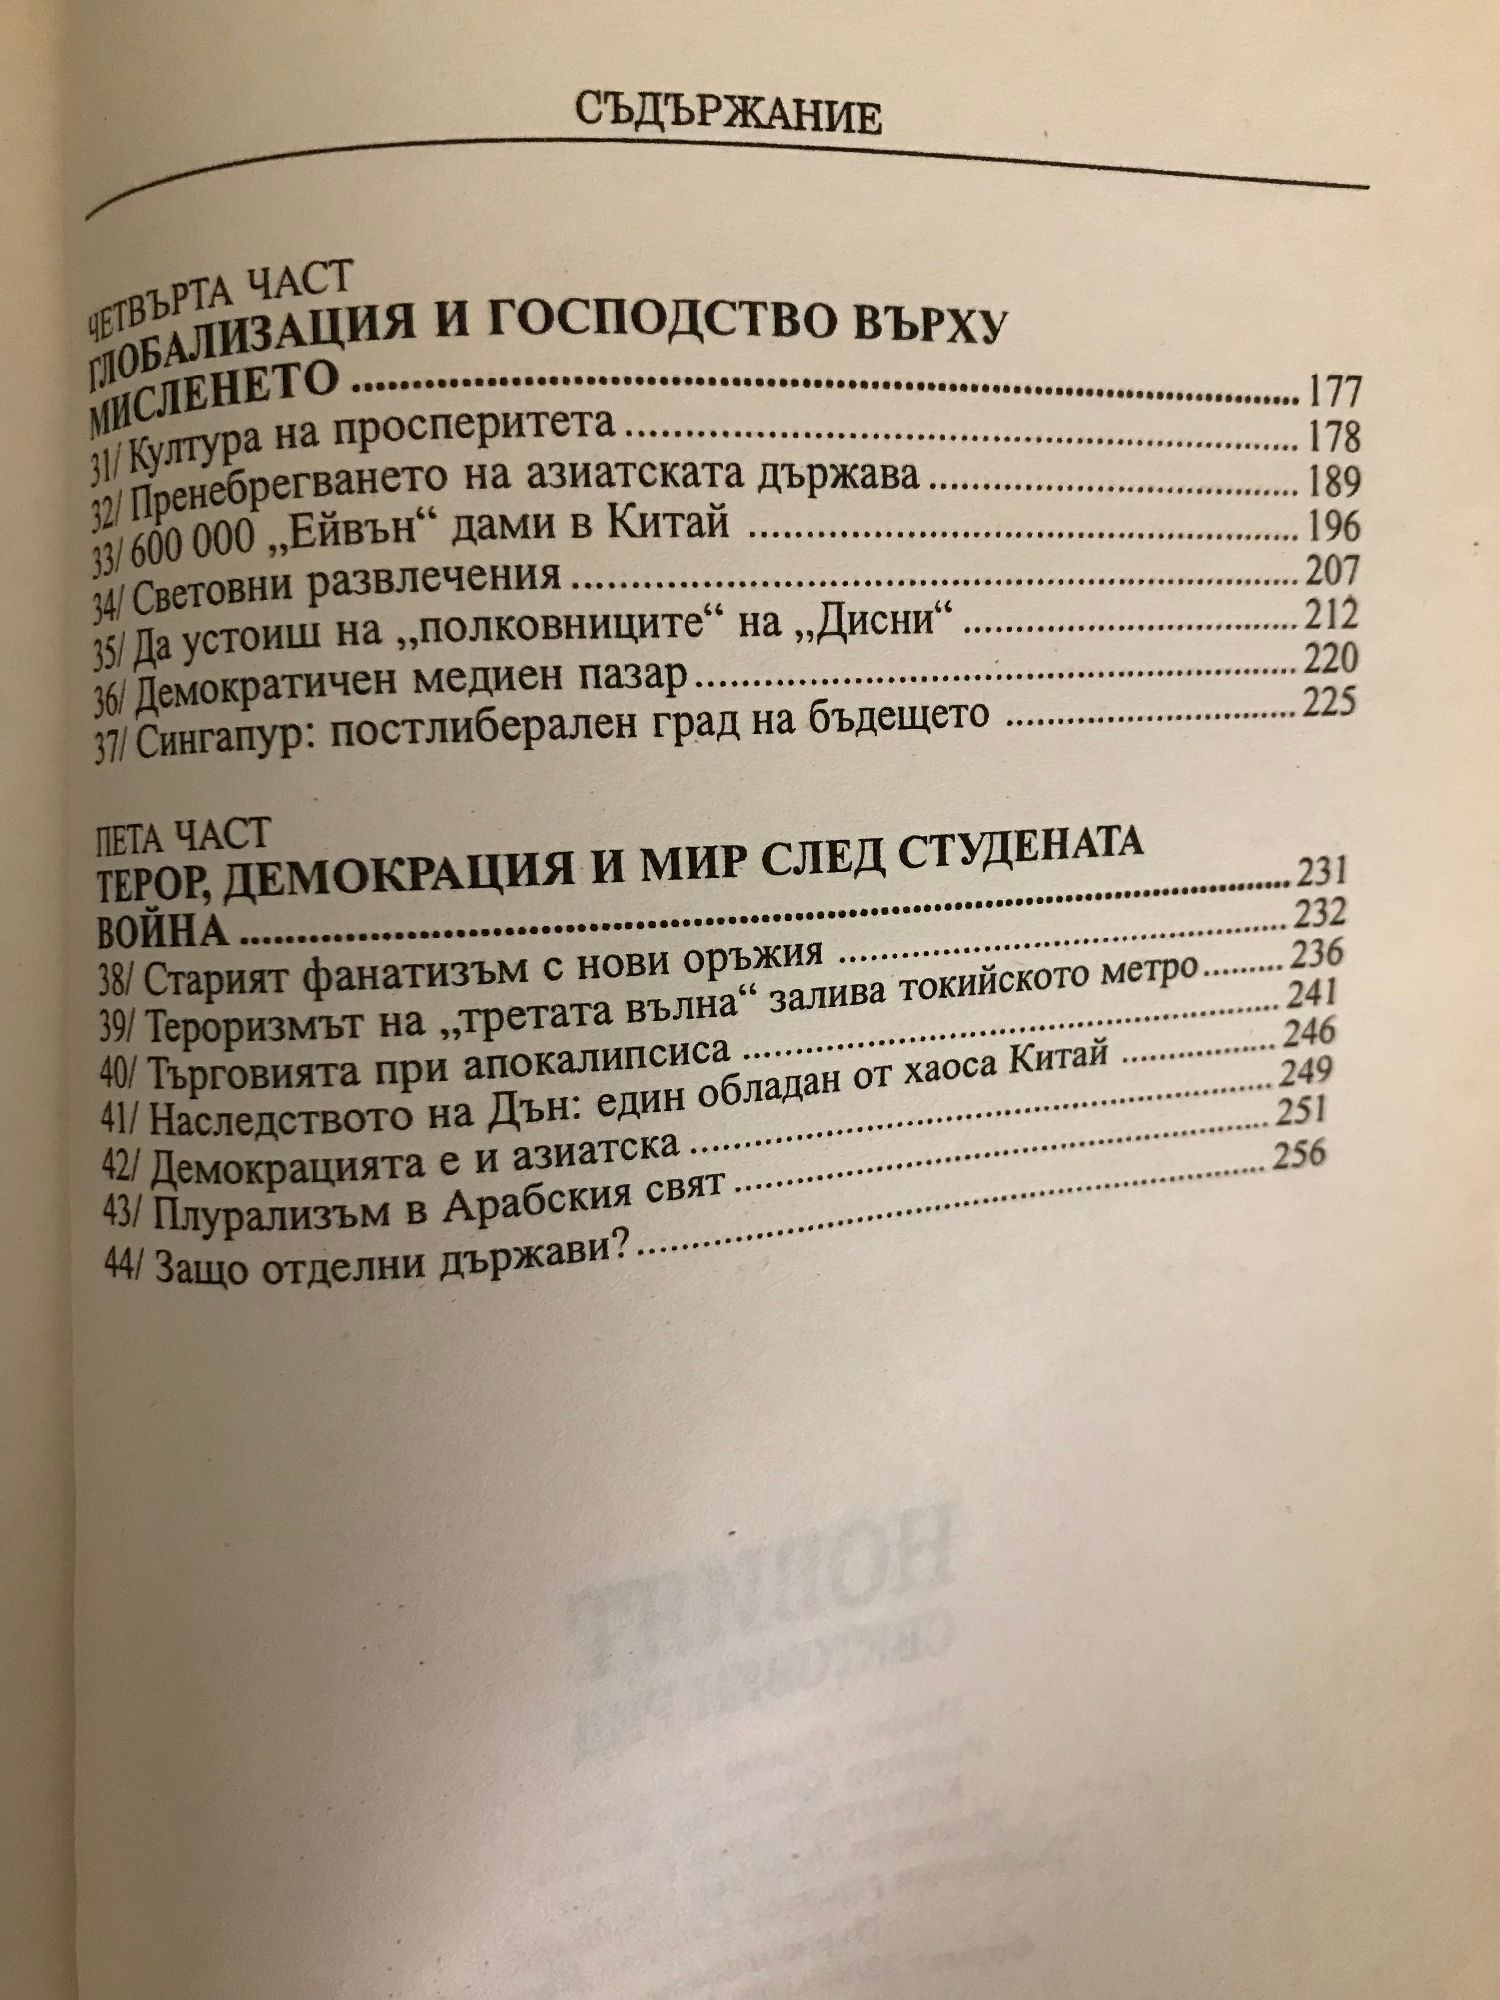 СЪДЪРЖАНИЕ
ЧЕТВЪРТА ЧАСТ
ГЛОБАЛИЗАЦИЯ И ГОСПОДСТВО ВЪРХУ
МИСЛЕНЕТО ........ 177
31/ Култура на просперитета ........ 178
32/ Пренебрегването на азиатската държава ........ 189
33/ 600 000 „Ейвън“ дами в Китай ........ 196
34/ Световни развлечения ........ 207
35/ Да устоиш на „полковниците“ на „Дисни“ ........ 212
36/ Демократичен медиен пазар ........ 220
37/ Сингапур: постлиберален град на бъдещето ........ 225
ПЕТА ЧАСТ
ТЕРОР, ДЕМОКРАЦИЯ И МИР СЛЕД СТУДЕНАТА
ВОЙНА ........ 231
38/ Старият фанатизъм с нови оръжия ........ 232
39/ Тероризмът на „третата вълна“ залива токийското метро ........ 236
40/ Търговията при апокалипсиса ........ 241
41/ Наследството на Дън: един обладан от хаоса Китай ........ 246
42/ Демокрацията е и азиатска ........ 249
43/ Плурализъм в Арабския свят ........ 251
44/ Защо отделни държави? ........ 256